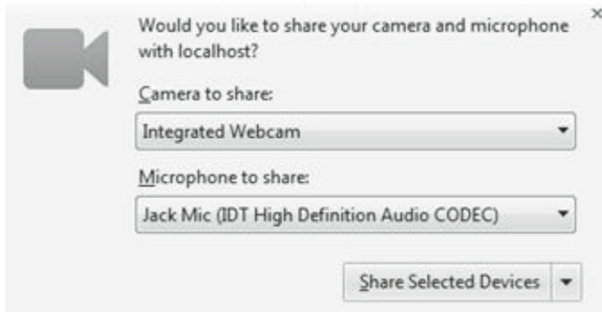 Would you like to share your camera and microphone
with localhost?
Camera to share:
Integrated Webcam
Microphone to share:
Jack Mic (IDT High Definition Audio CODEC)
Share Selected Devices